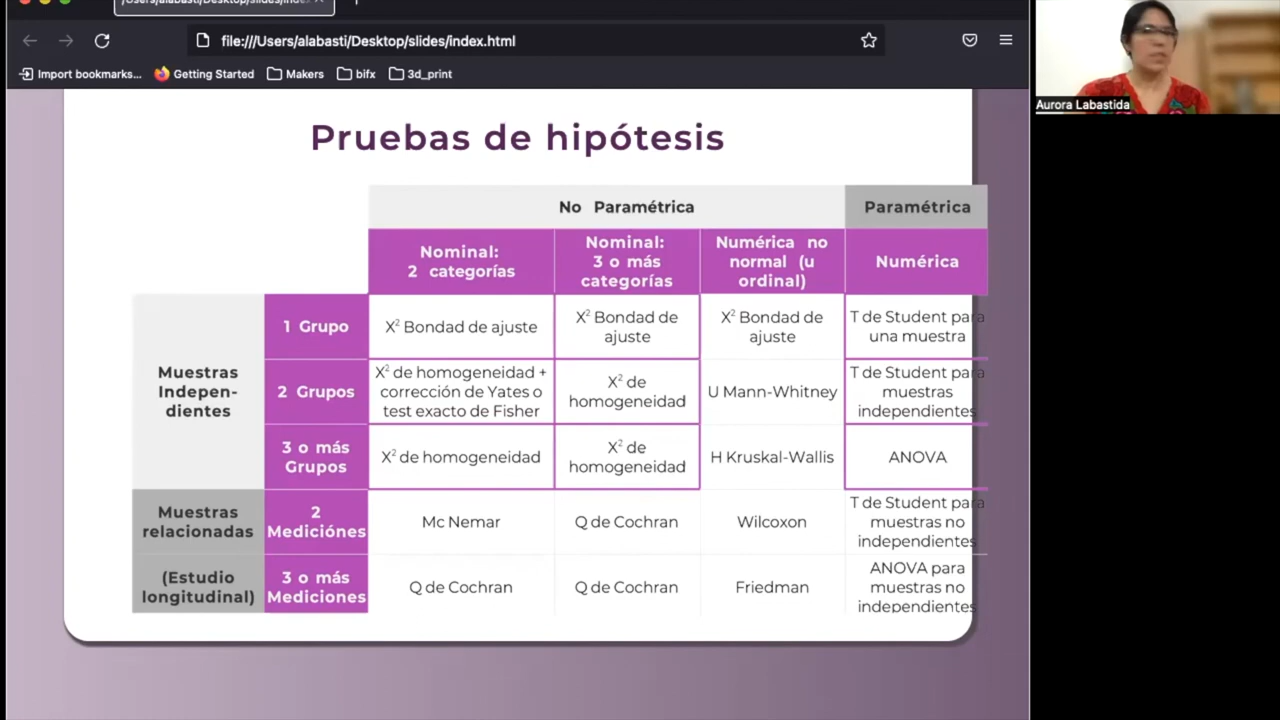 /Users/alabasti/Desktop/slides/index
file:///Users/alabasti/Desktop/slides/index.html
Import bookmarks...
Getting Started
Makers
bifx
3d_print
Aurora Labastida
Pruebas de hipótesis
No Paramétrica
Paramétrica
Nominal:
2 categorías
Nominal:
3 o más
categorías
Numérica no
normal (u
ordinal)
Numérica
Muestras
Indepen-
dientes
1 Grupo
X² Bondad de ajuste
X² Bondad de
ajuste
X² Bondad de
ajuste
T de Student para
una muestra
2 Grupos
X² de homogeneidad +
corrección de Yates o
test exacto de Fisher
X² de
homogeneidad
U Mann-Whitney
T de Student para
muestras
independientes
3 o más
Grupos
X² de homogeneidad
X² de
homogeneidad
H Kruskal-Wallis
ANOVA
Muestras
relacionadas
2
Mediciónes
Mc Nemar
Q de Cochran
Wilcoxon
T de Student para
muestras no
independientes
(Estudio
longitudinal)
3 o más
Mediciones
Q de Cochran
Q de Cochran
Friedman
ANOVA para
muestras no
independientes